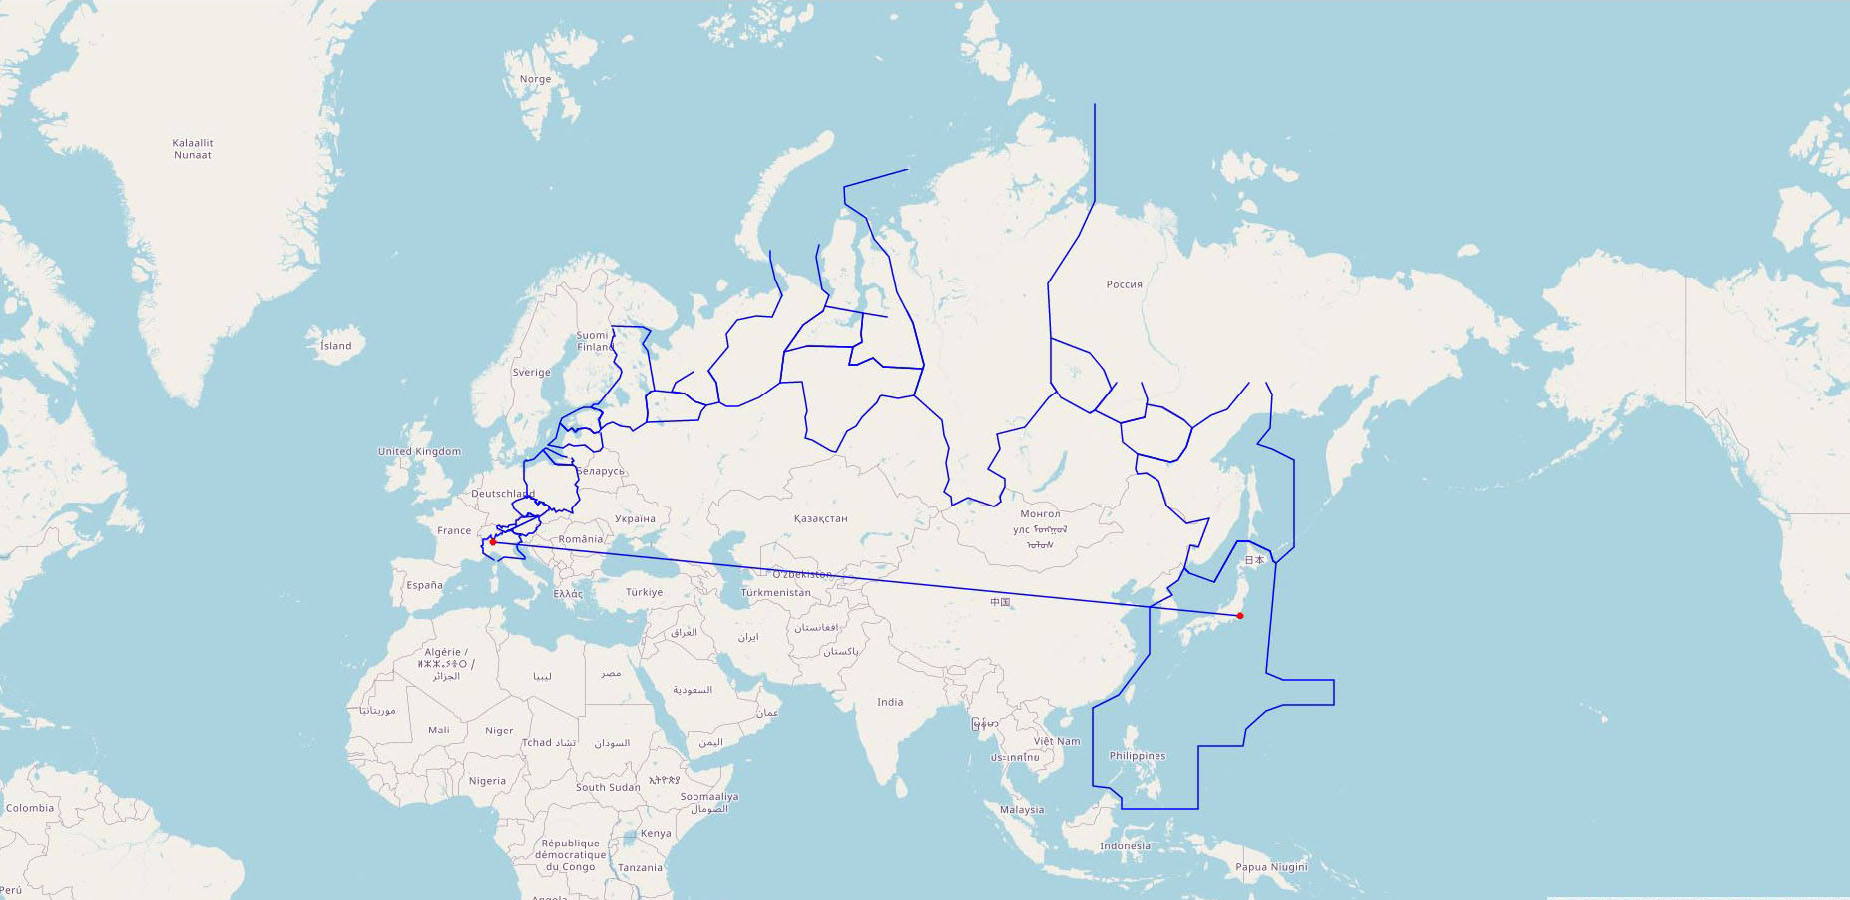 Norge
Kalaallit
Nunaat
Россия
Ísland
Suomi /
Finland
Sverige
United Kingdom
Беларусь
Deutschland
Україна
Қазақстан
Монгол
улс
France
România
日本
España
Ελλάς
Türkiye
O'zbekiston
Türkmenistan
中国
العراق
ایران
افغانستان
پاکستان
Algérie /
ⵍⵣⵣⴰⵢⴻⵔ /
الجزائر
ليبيا
مصر
السعودية
عمان
India
موريتانيا
Mali
Niger
Tchad تشاد
السودان
اليمن
မြန်မာ
Việt Nam
ประเทศไทย
Philippines
Nigeria
South Sudan
ኢትዮጵያ
Soomaaliya
الصومال
Malaysia
Colombia
Kenya
République
démocratique
du Congo
Tanzania
Indonesia
Papua Niugini
Perú
Angola